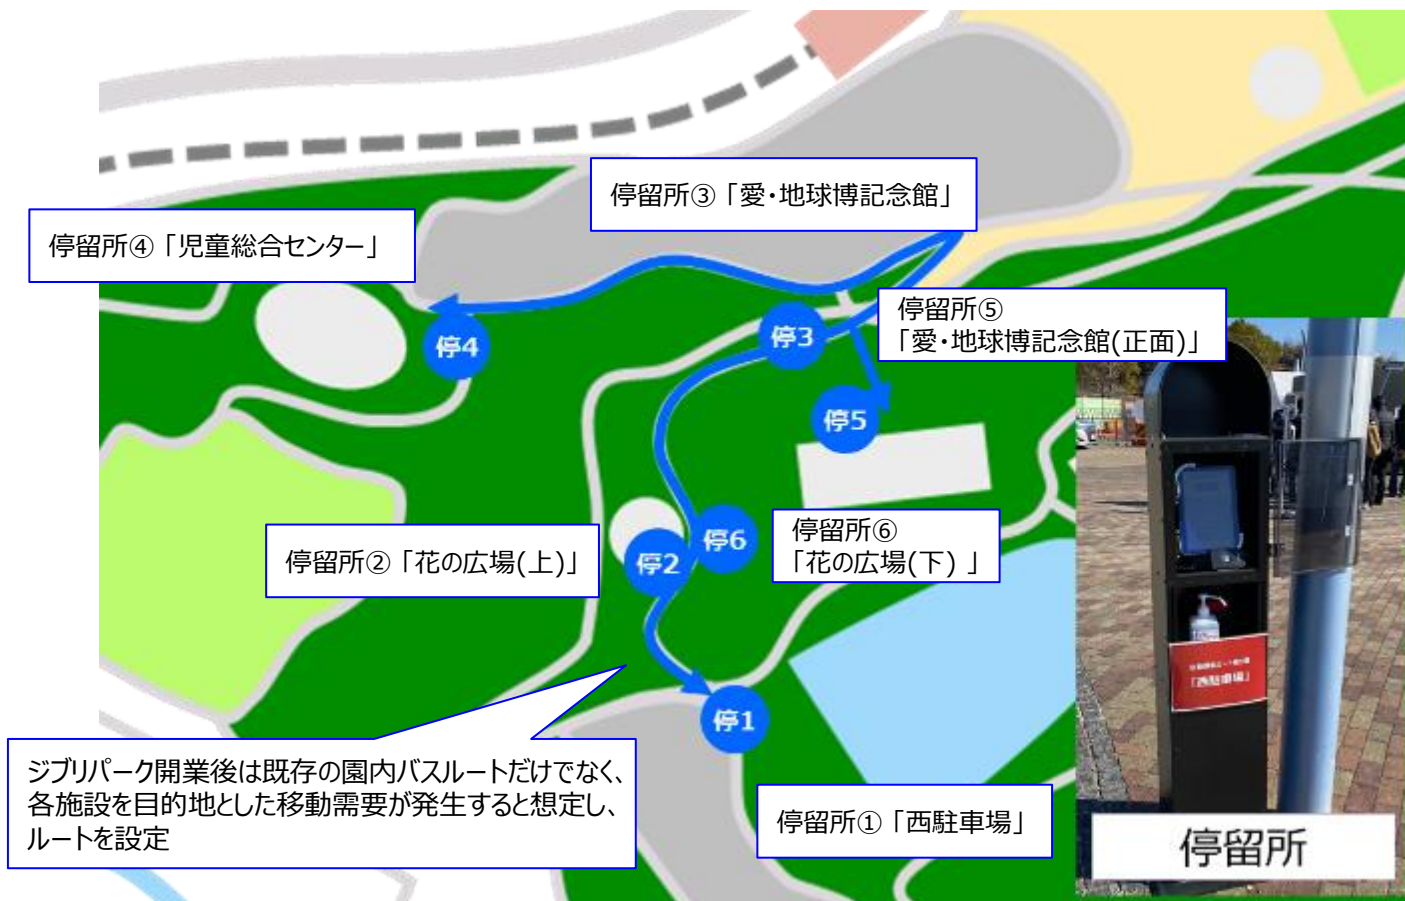 停留所③「愛・地球博記念館」
停留所④「児童総合センター」
停留所⑤
「愛・地球博記念館(正面)」
停3
停4
停5
停留所②「花の広場(上)」
停6
停2
停留所⑥
「花の広場(下) 」
停1
ジブリパーク開業後は既存の園内バスルートだけでなく、
各施設を目的地とした移動需要が発生すると想定し、
ルートを設定
停留所①「西駐車場」
「西駐車場」
停留所